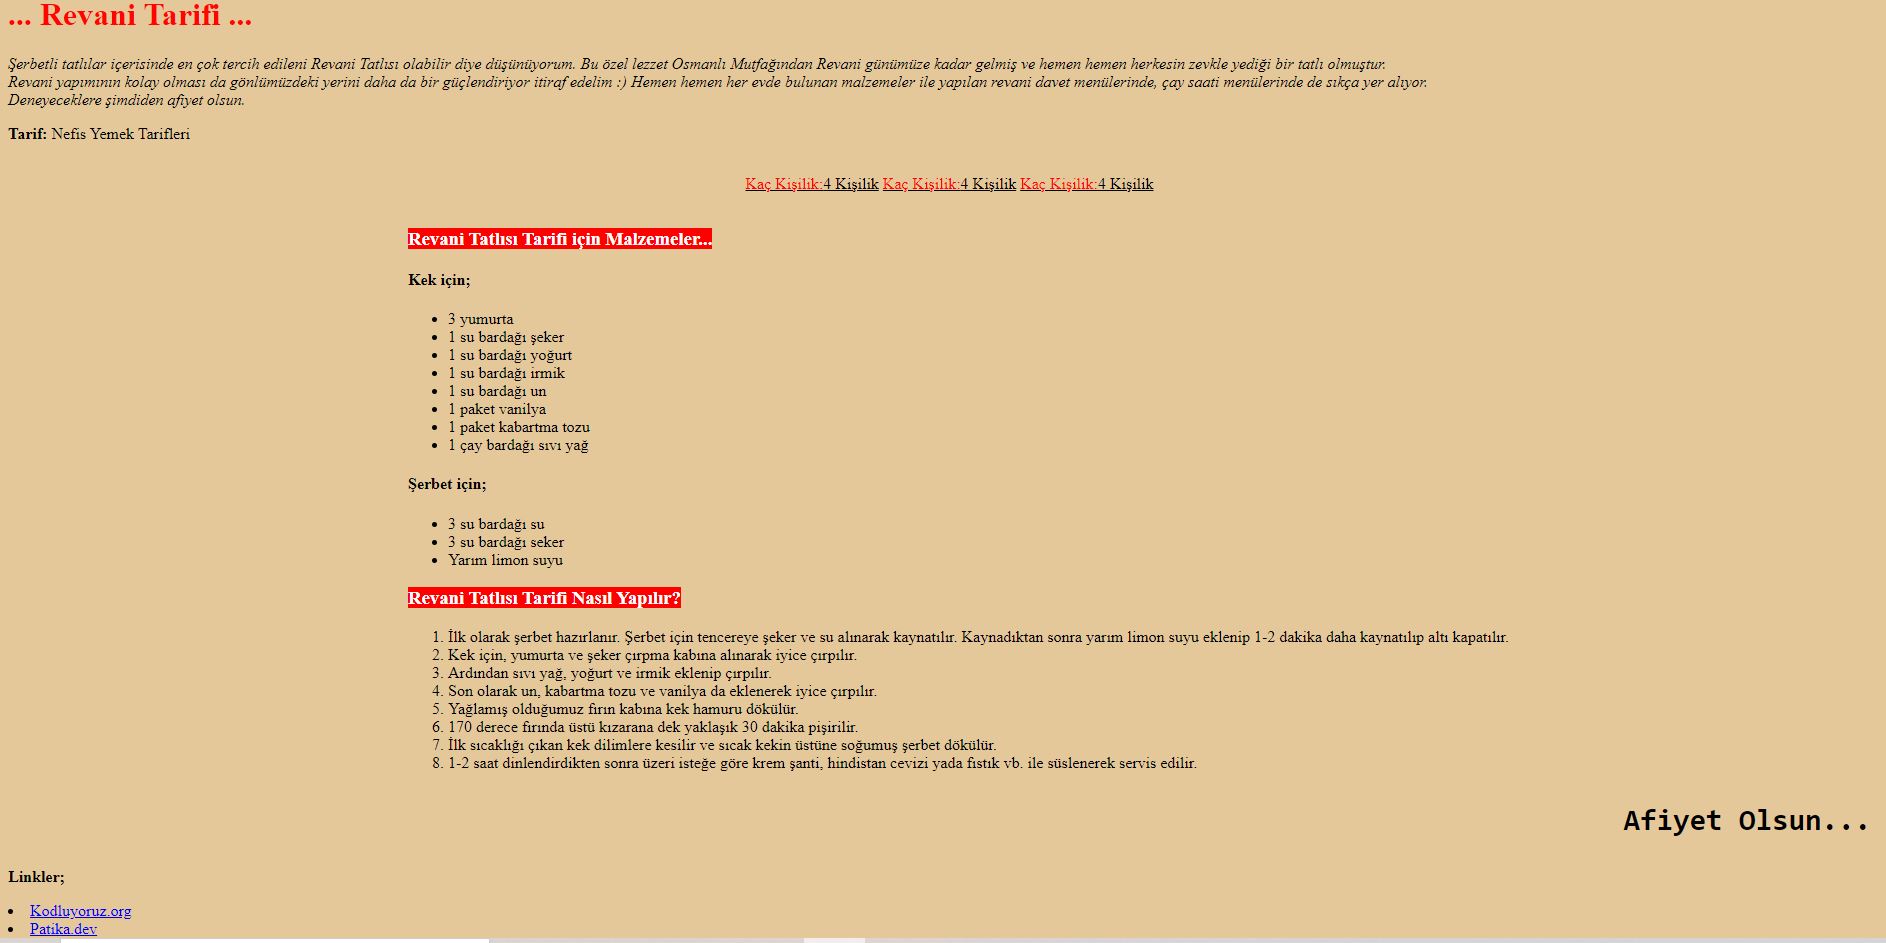 ... Revani Tarifi ...
Şerbetli tatlılar içerisinde en çok tercih edileni Revani Tatlısı olabilir diye düşünüyorum. Bu özel lezzet Osmanlı Mutfağından Revani günümüze kadar gelmiş ve hemen hemen herkesin zevkle yediği bir tatlı olmuştur.
Revani yapımının kolay olması da gönlümüzdeki yerini daha da bir güçlendiriyor itiraf edelim :) Hemen hemen her evde bulunan malzemeler ile yapılan revani davet menülerinde, çay saati menülerinde de sıkça yer alıyor.
Deneyeceklere şimdiden afiyet olsun.
Tarif: Nefis Yemek Tarifleri
Kaç Kişilik:4 Kişilik Kaç Kişilik:4 Kişilik Kaç Kişilik:4 Kişilik
Revani Tatlısı Tarifi için Malzemeler...
Kek için;
• 3 yumurta
• 1 su bardağı şeker
• 1 su bardağı yoğurt
• 1 su bardağı irmik
• 1 su bardağı un
• 1 paket vanilya
• 1 paket kabartma tozu
• 1 çay bardağı sıvı yağ
Şerbet için;
• 3 su bardağı su
• 3 su bardağı seker
• Yarım limon suyu
Revani Tatlısı Tarifi Nasıl Yapılır?
1. İlk olarak şerbet hazırlanır. Şerbet için tencereye şeker ve su alınarak kaynatılır. Kaynadıktan sonra yarım limon suyu eklenip 1-2 dakika daha kaynatılıp altı kapatılır.
2. Kek için, yumurta ve şeker çırpma kabına alınarak iyice çırpılır.
3. Ardından sıvı yağ, yoğurt ve irmik eklenip çırpılır.
4. Son olarak un, kabartma tozu ve vanilya da eklenerek iyice çırpılır.
5. Yağlamış olduğumuz fırın kabına kek hamuru dökülür.
6. 170 derece fırında üstü kızarana dek yaklaşık 30 dakika pişirilir.
7. İlk sıcaklığı çıkan kek dilimlere kesilir ve sıcak kekin üstüne soğumuş şerbet dökülür.
8. 1-2 saat dinlendirdikten sonra üzeri isteğe göre krem şanti, hindistan cevizi yada fıstık vb. ile süslenerek servis edilir.
Afiyet Olsun...
Linkler;
• Kodluyoruz.org
• Patika.dev